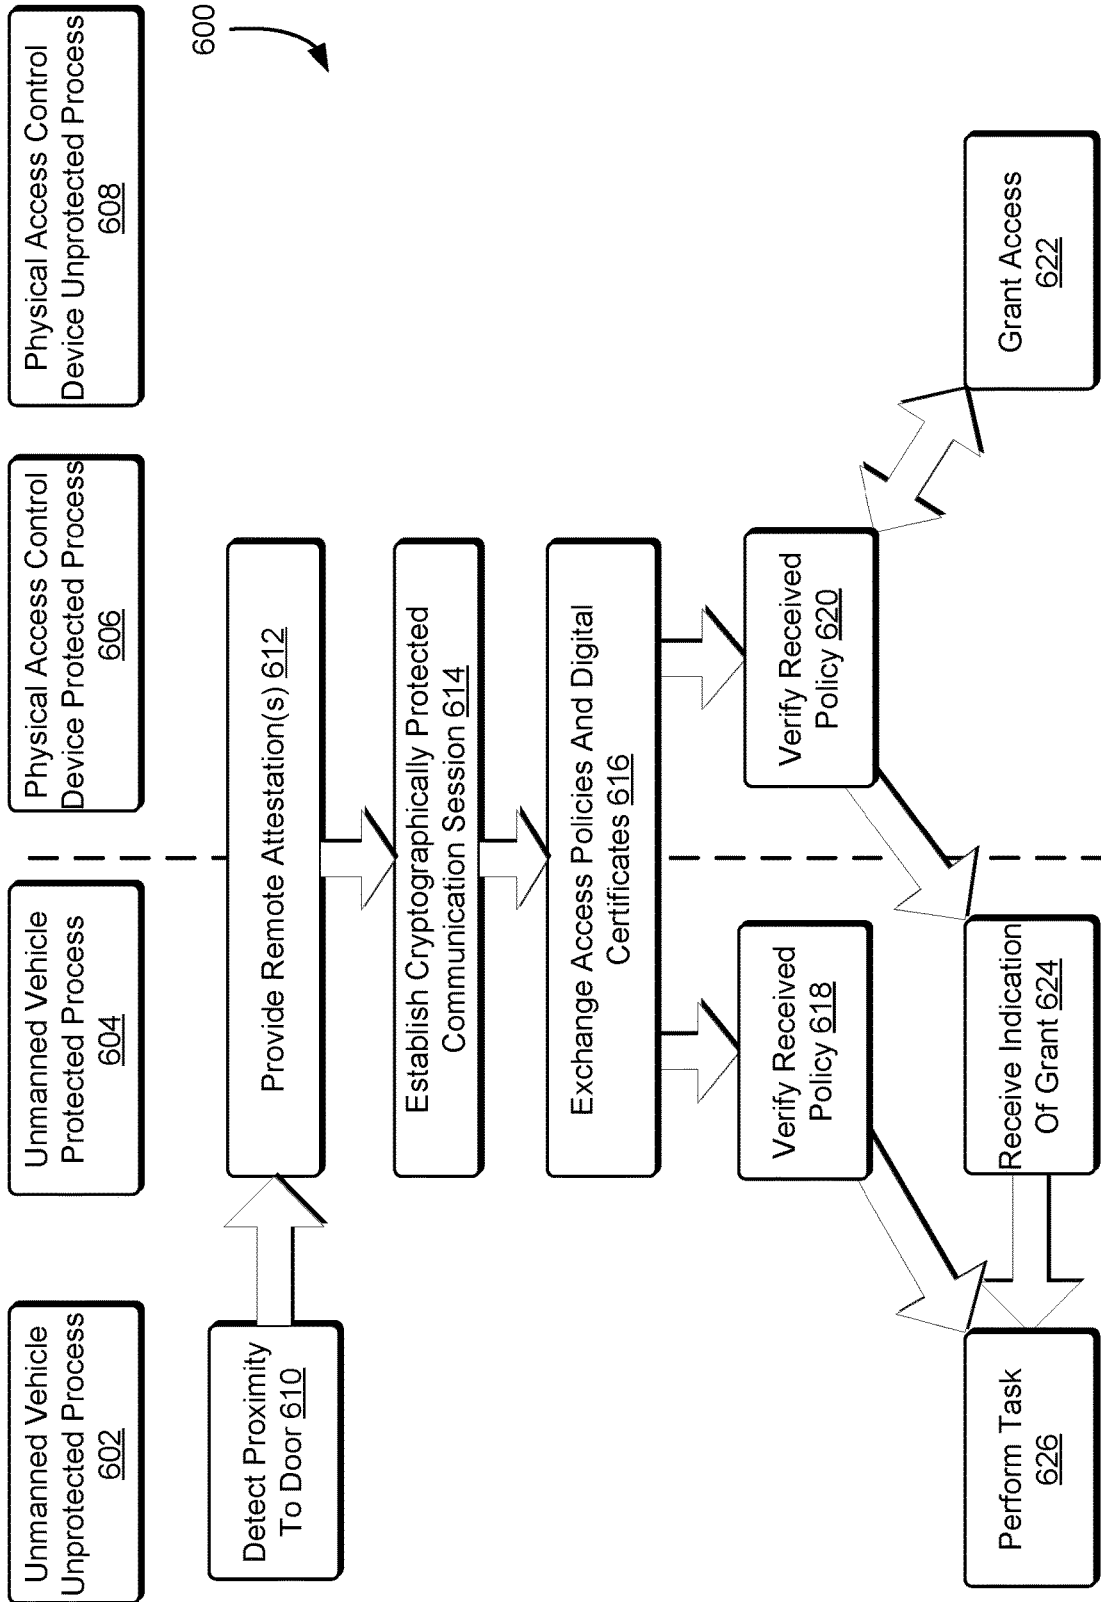 Unmanned Vehicle
Unprotected Process
602
Unmanned Vehicle
Protected Process
604
Physical Access Control
Device Protected Process
606
Physical Access Control
Device Unprotected Process
608
600
Detect Proximity
To Door 610
Provide Remote Attestation(s) 612
Establish Cryptographically Protected
Communication Session 614
Exchange Access Policies And Digital
Certificates 616
Verify Received
Policy 618
Verify Received
Policy 620
Perform Task
626
Receive Indication
Of Grant 624
Grant Access
622